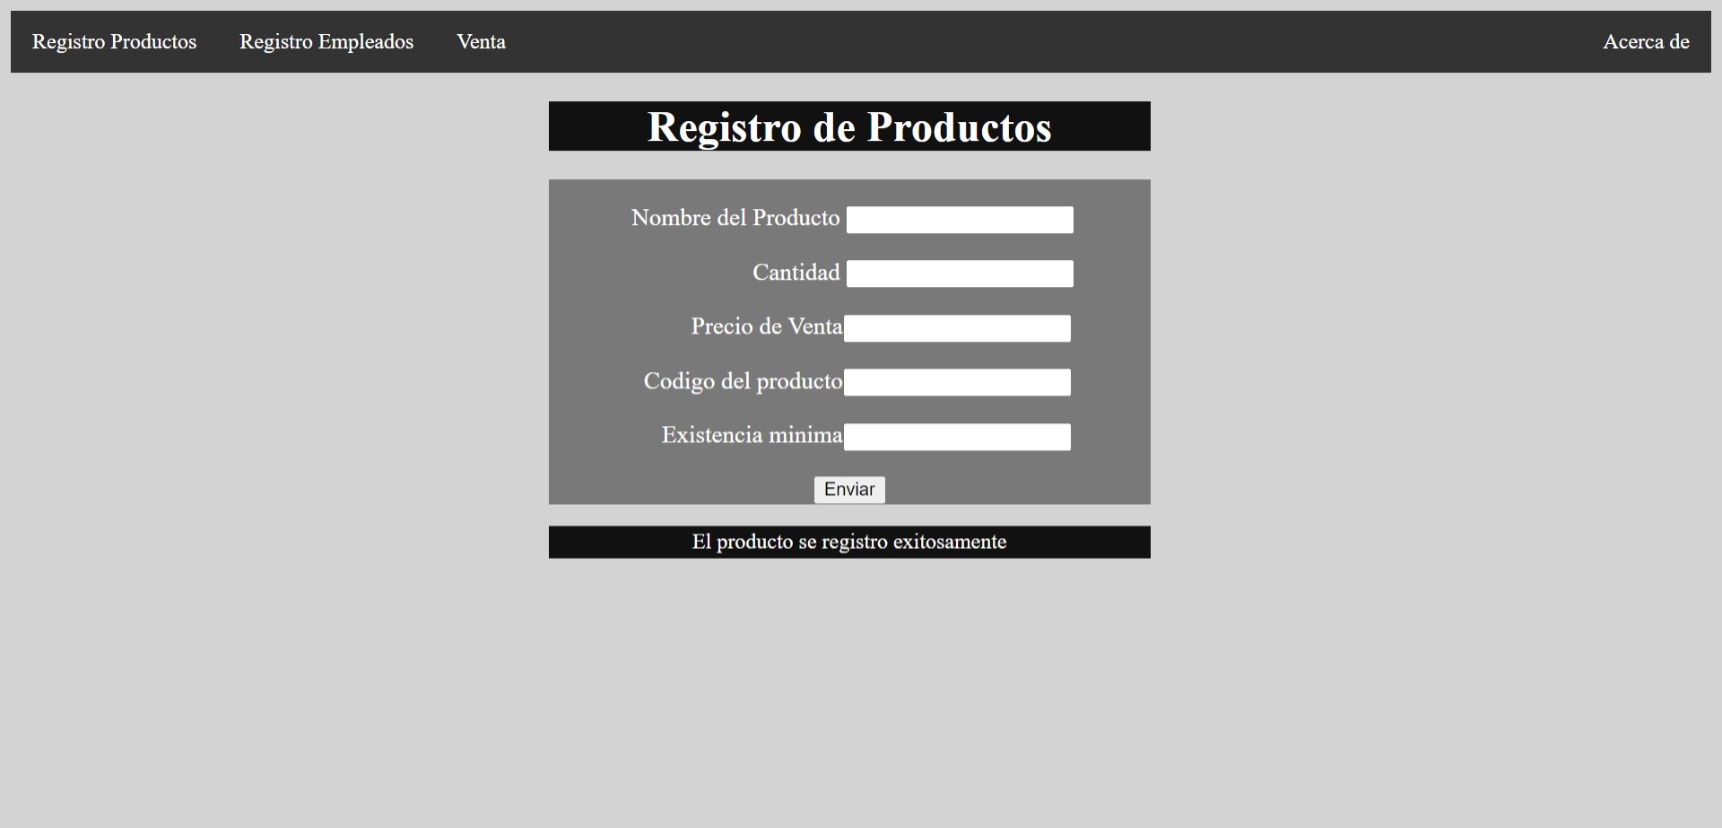 Registro Productos Registro Empleados Venta Acerca de
Registro de Productos
Nombre del Producto
Cantidad
Precio de Venta
Codigo del producto
Existencia minima
Enviar
El producto se registro exitosamente